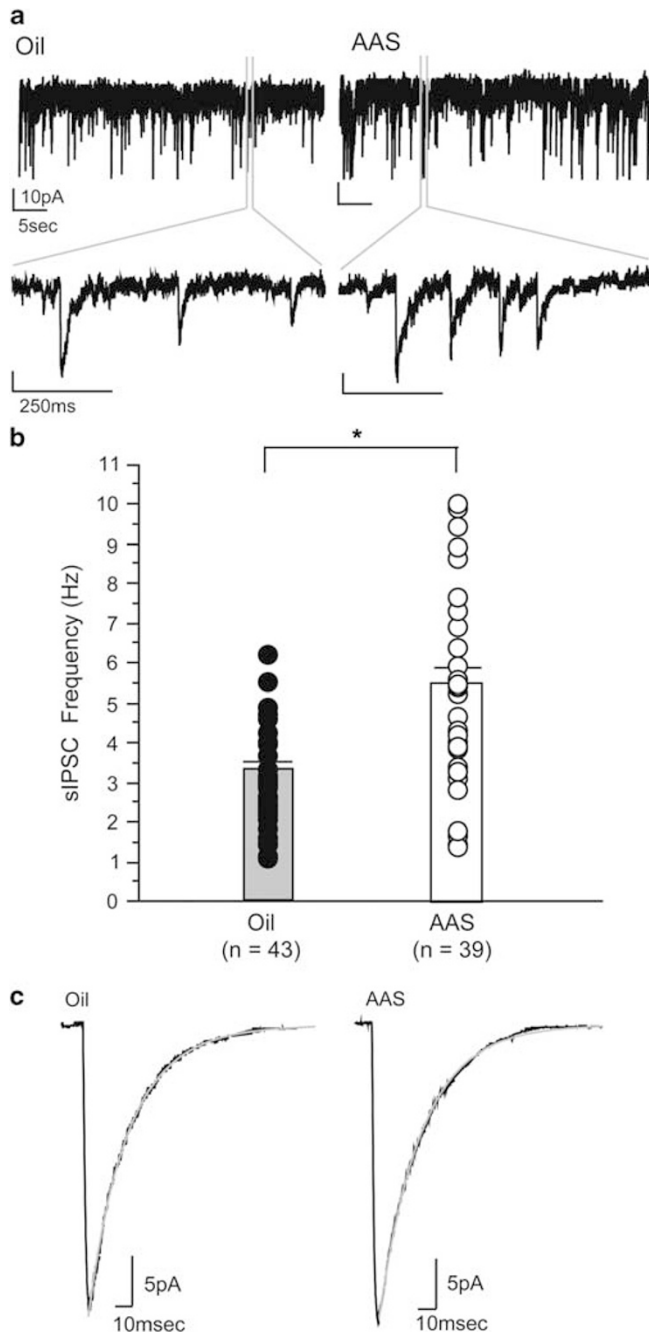 a
Oil AAS
10pA
5sec
250ms
b
*
11
10
9
8
7
6
5
4
3
2
1
0
sIPSC Frequency (Hz)
Oil AAS
(n = 43) (n = 39)
c
Oil AAS
5pA 5pA
10msec 10msec